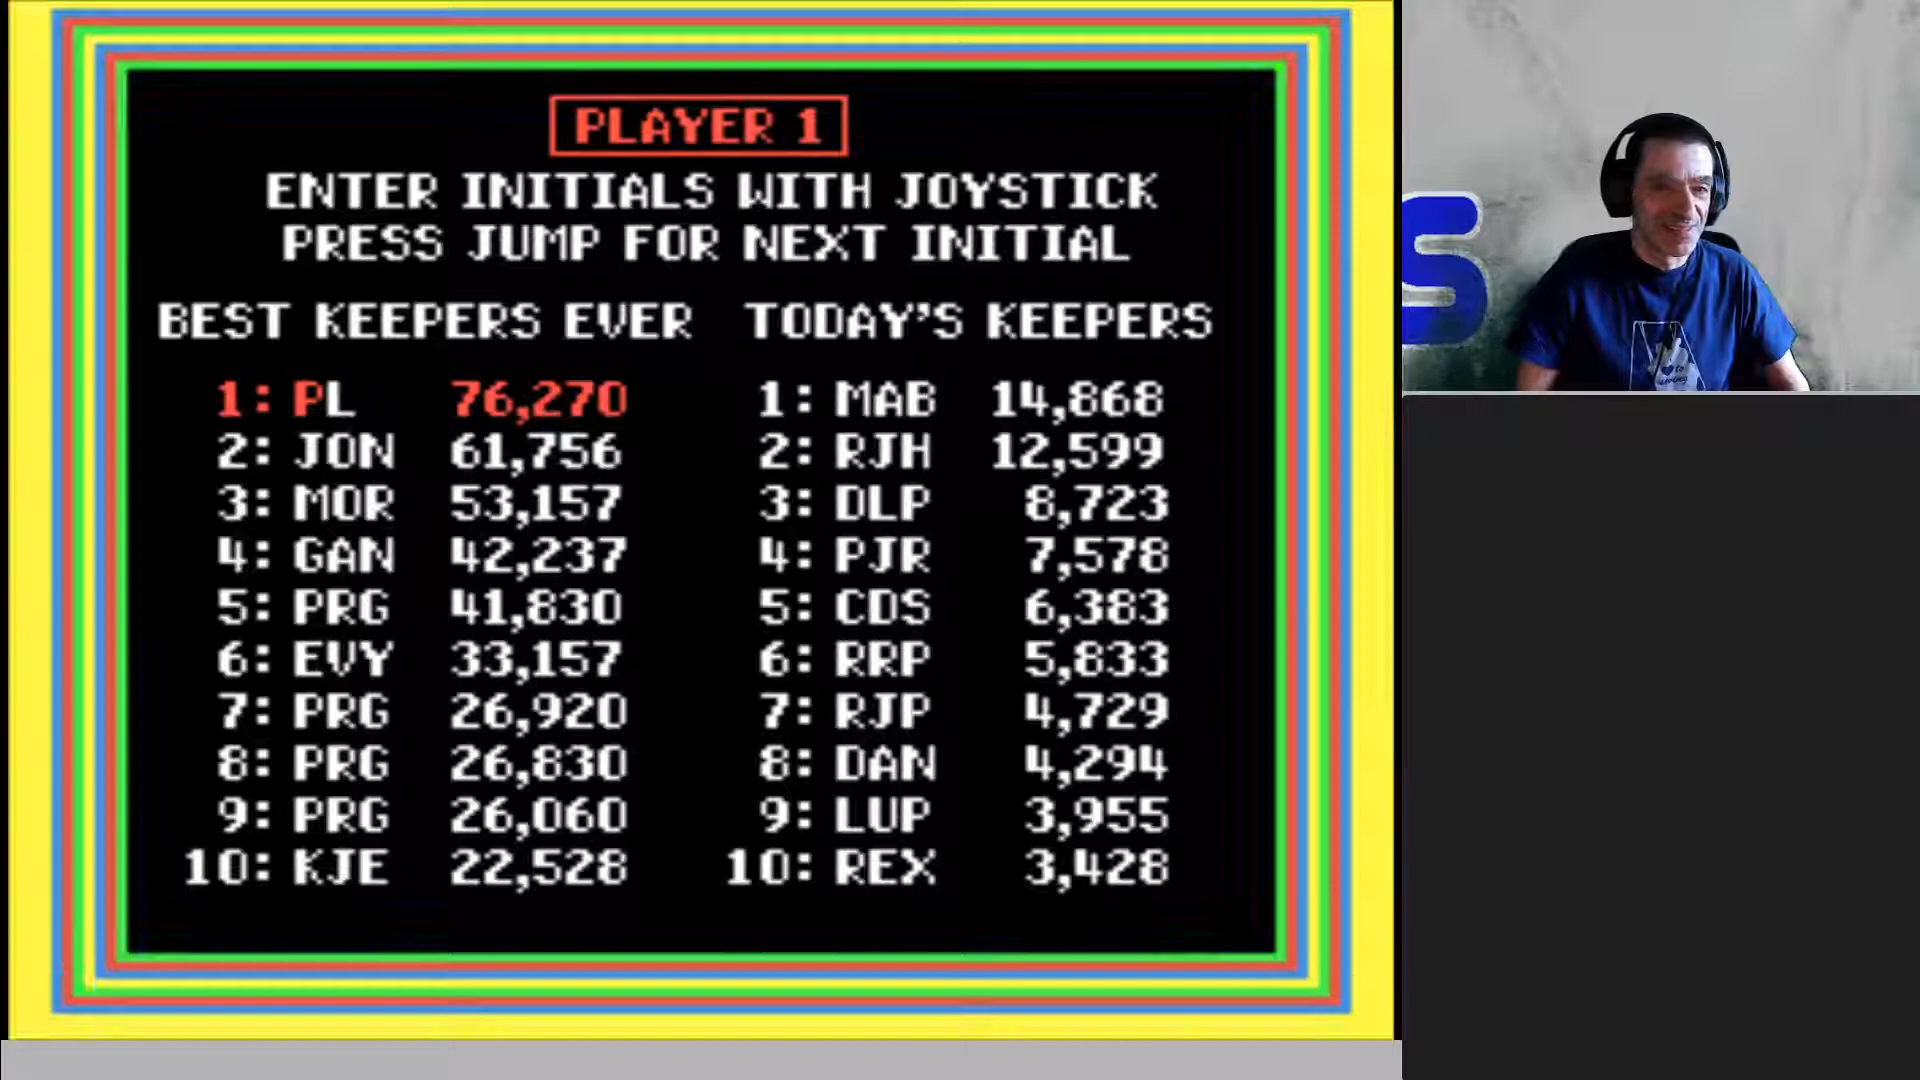 PLAYER 1
ENTER INITIALS WITH JOYSTICK
PRESS JUMP FOR NEXT INITIAL
BEST KEEPERS EVER
1: PL 76,270
2: JON 61,756
3: MOR 53,157
4: GAN 42,237
5: PRG 41,830
6: EVY 33,157
7: PRG 26,920
8: PRG 26,830
9: PRG 26,060
10: KJE 22,528
TODAY'S KEEPERS
1: MAB 14,868
2: RJH 12,599
3: DLP 8,723
4: PJR 7,578
5: CDS 6,383
6: RRP 5,833
7: RJP 4,729
8: DAN 4,294
9: LUP 3,955
10: REX 3,428
S